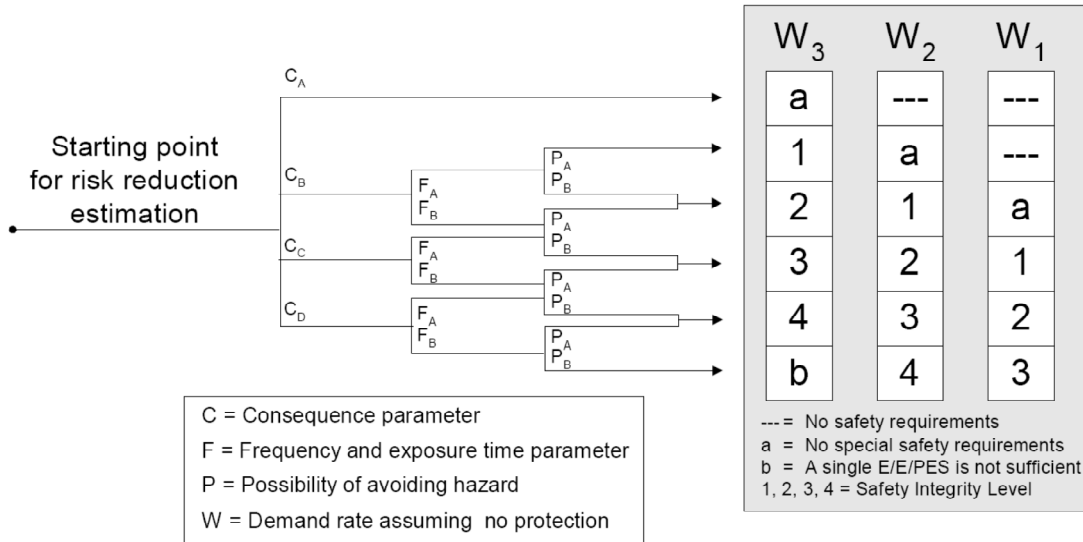 Starting point
for risk reduction
estimation
C_A
C_B
C_C
C_D
F_A
F_B
F_A
F_B
F_A
F_B
P_A
P_B
P_A
P_B
P_A
P_B
P_A
P_B
W_3 W_2 W_1
a --- ---
1 a ---
2 1 a
3 2 1
4 3 2
b 4 3
--- = No safety requirements
a = No special safety requirements
b = A single E/E/PES is not sufficient
1, 2, 3, 4 = Safety Integrity Level
C = Consequence parameter
F = Frequency and exposure time parameter
P = Possibility of avoiding hazard
W = Demand rate assuming no protection